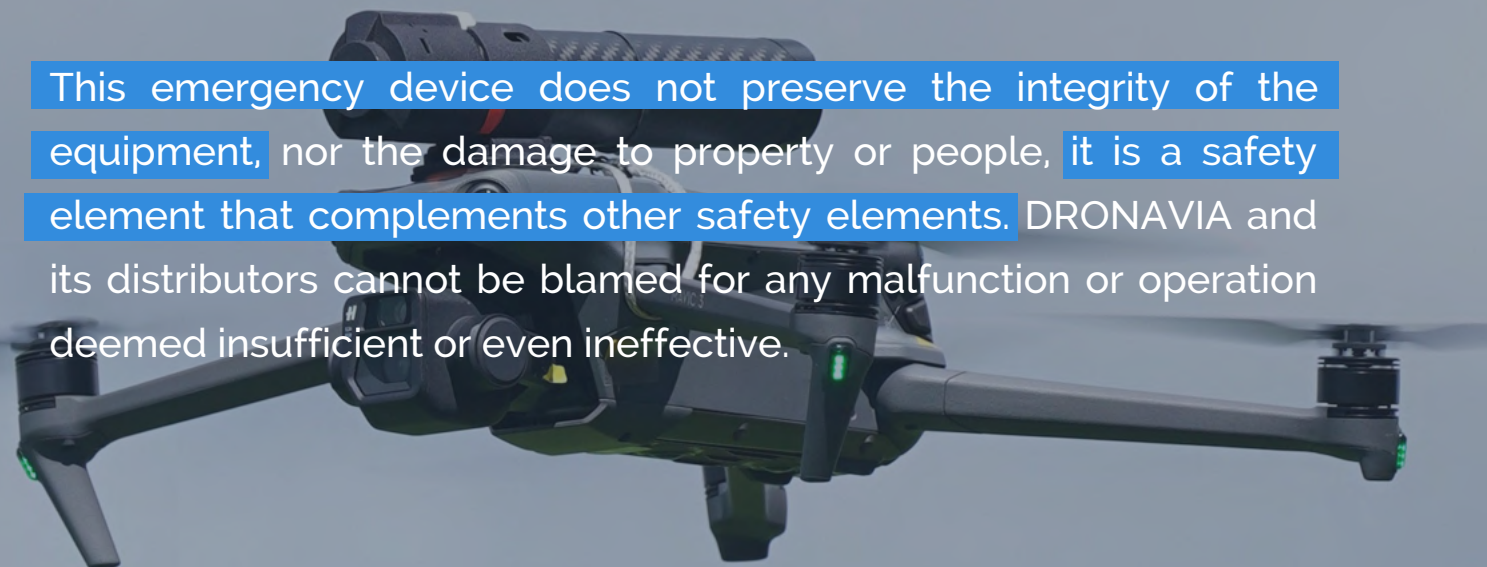 This emergency device does not preserve the integrity of the
equipment, nor the damage to property or people, it is a safety
element that complements other safety elements. DRONAVIA and
its distributors cannot be blamed for any malfunction or operation
deemed insufficient or even ineffective.
MAVIC 3